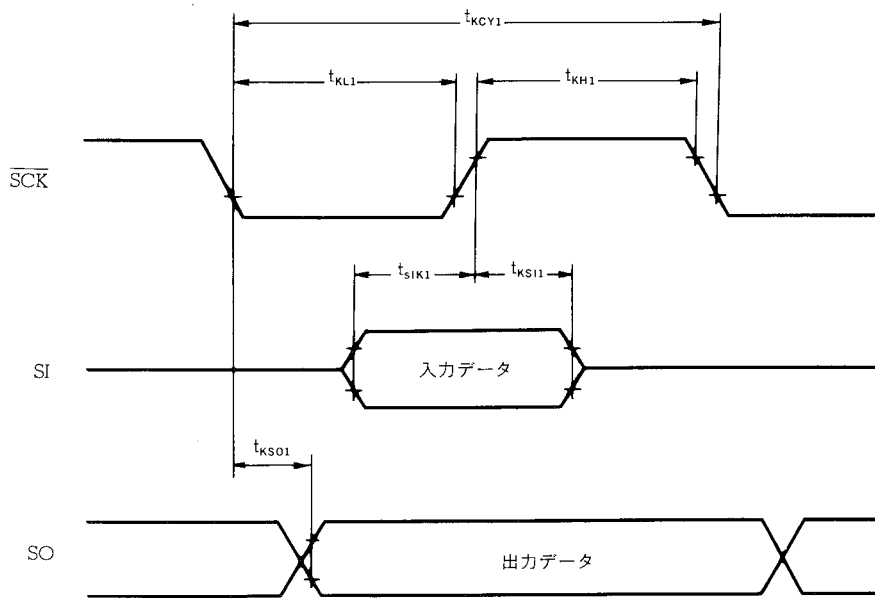 tKCY1
tKL1
tKH1
SCK
tSIK1
tKSI1
SI
入力データ
tKSO1
SO
出力データ